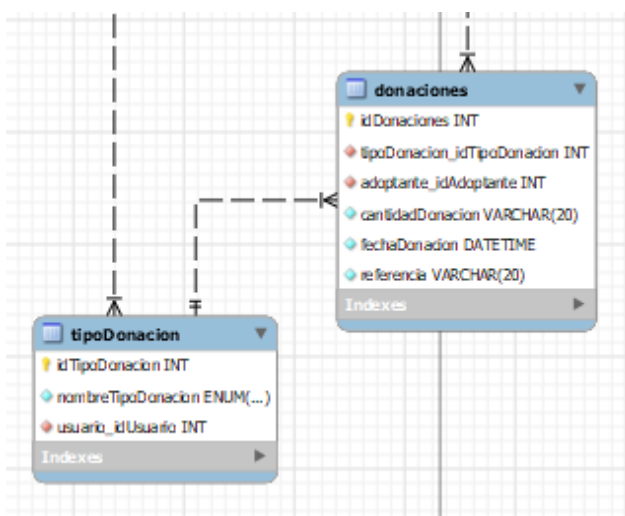 donaciones
idDonaciones INT
tipoDonacion_idTipoDonacion INT
adoptante_idAdoptante INT
cantidadDonacion VARCHAR(20)
fechaDonacion DATETIME
referencia VARCHAR(20)
Indexes
tipoDonacion
idTipoDonacion INT
nombreTipoDonacion ENUM(...)
usuario_idUsuario INT
Indexes